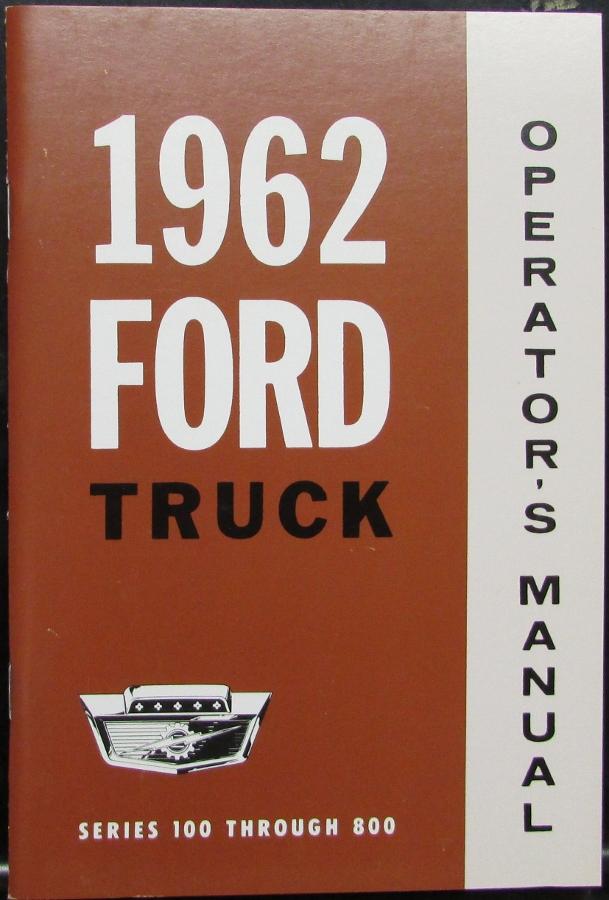 1962
FORD
TRUCK
SERIES 100 THROUGH 800
OPERATOR'S MANUAL